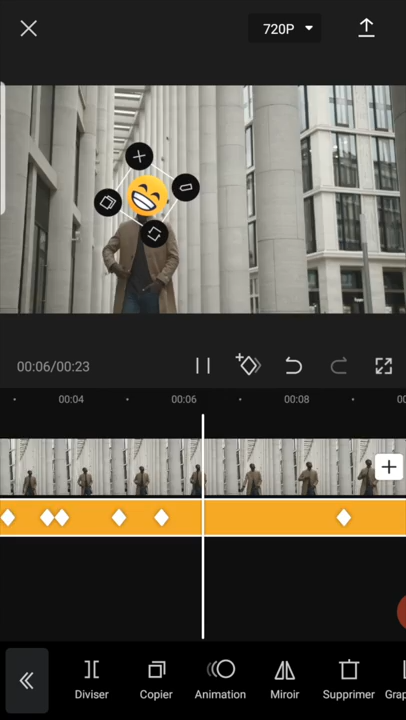 720P
00:06/00:23
00:04
00:06
00:08
Diviser
Copier
Animation
Miroir
Supprimer
Grap